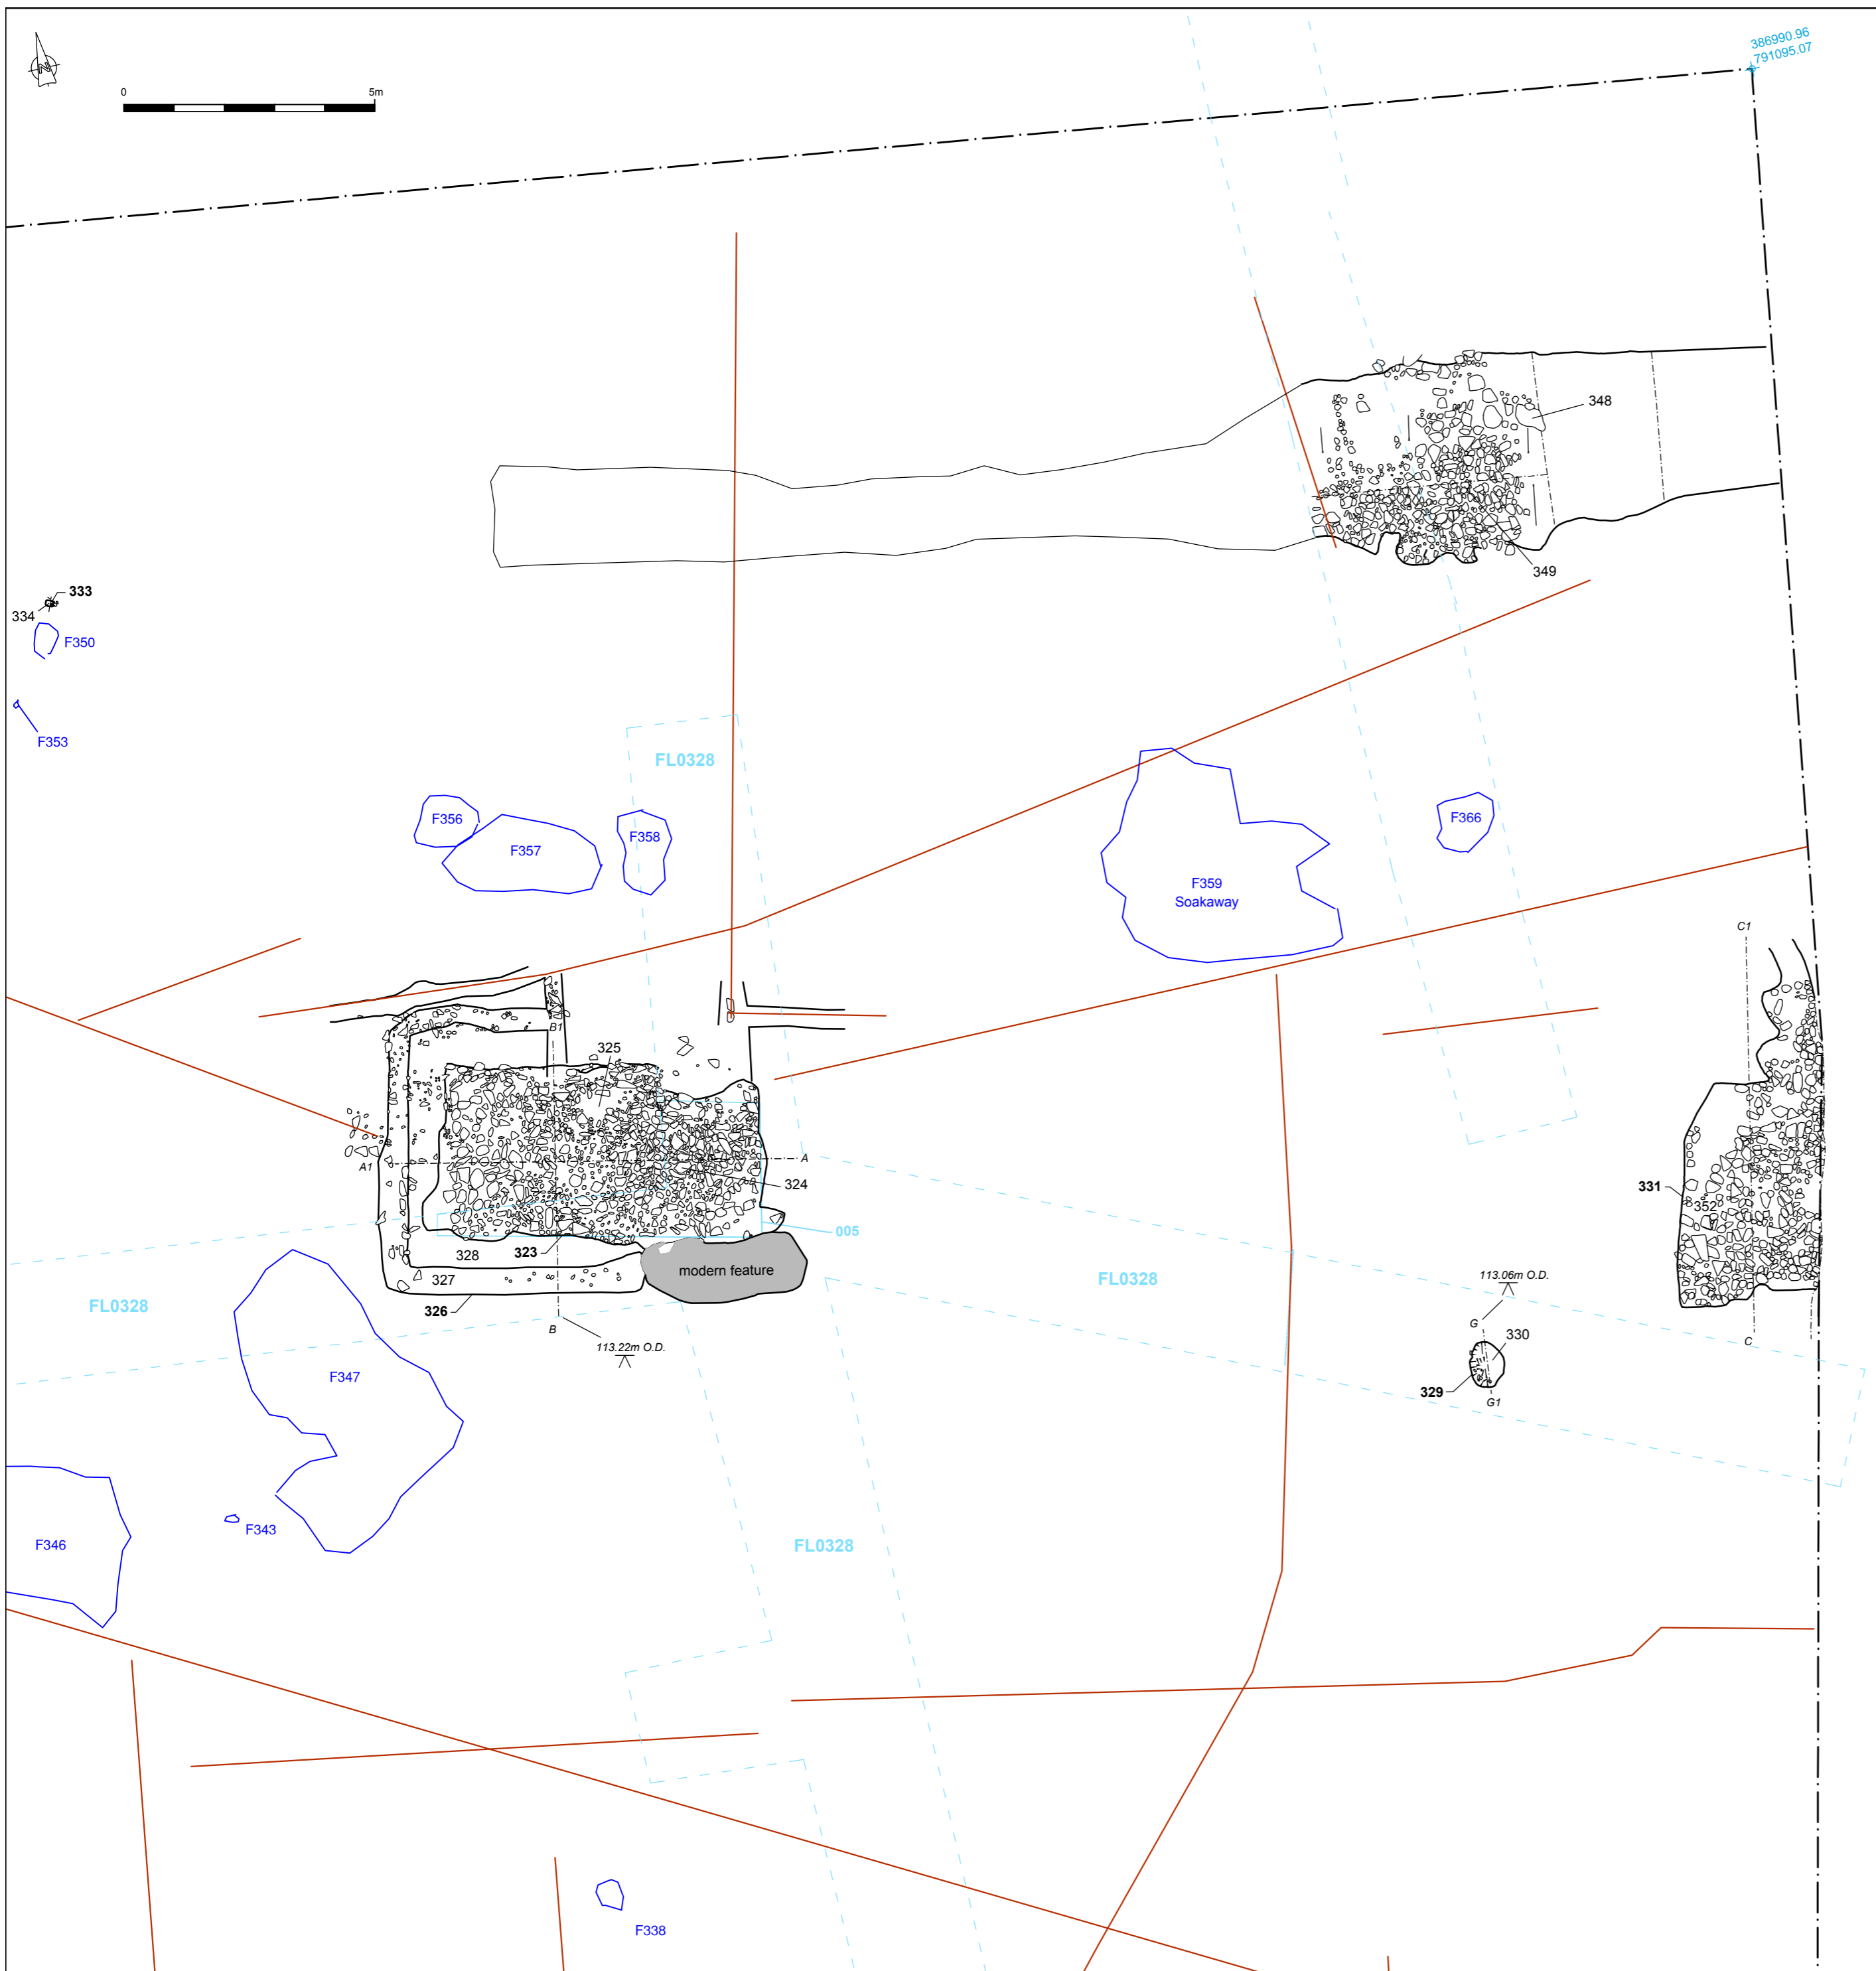 386990.96
791095.07
N
0 5m
348
349
333
334
F350
F353
FL0328
F356
F357
F358
F366
F359
Soakaway
C1
B1
325
A1
A
324
331
352
005
328
323
327
326
modern feature
FL0328
FL0328
113.06m O.D.
G
330
C
B
113.22m O.D.
329
G1
F347
F343
F346
FL0328
F338